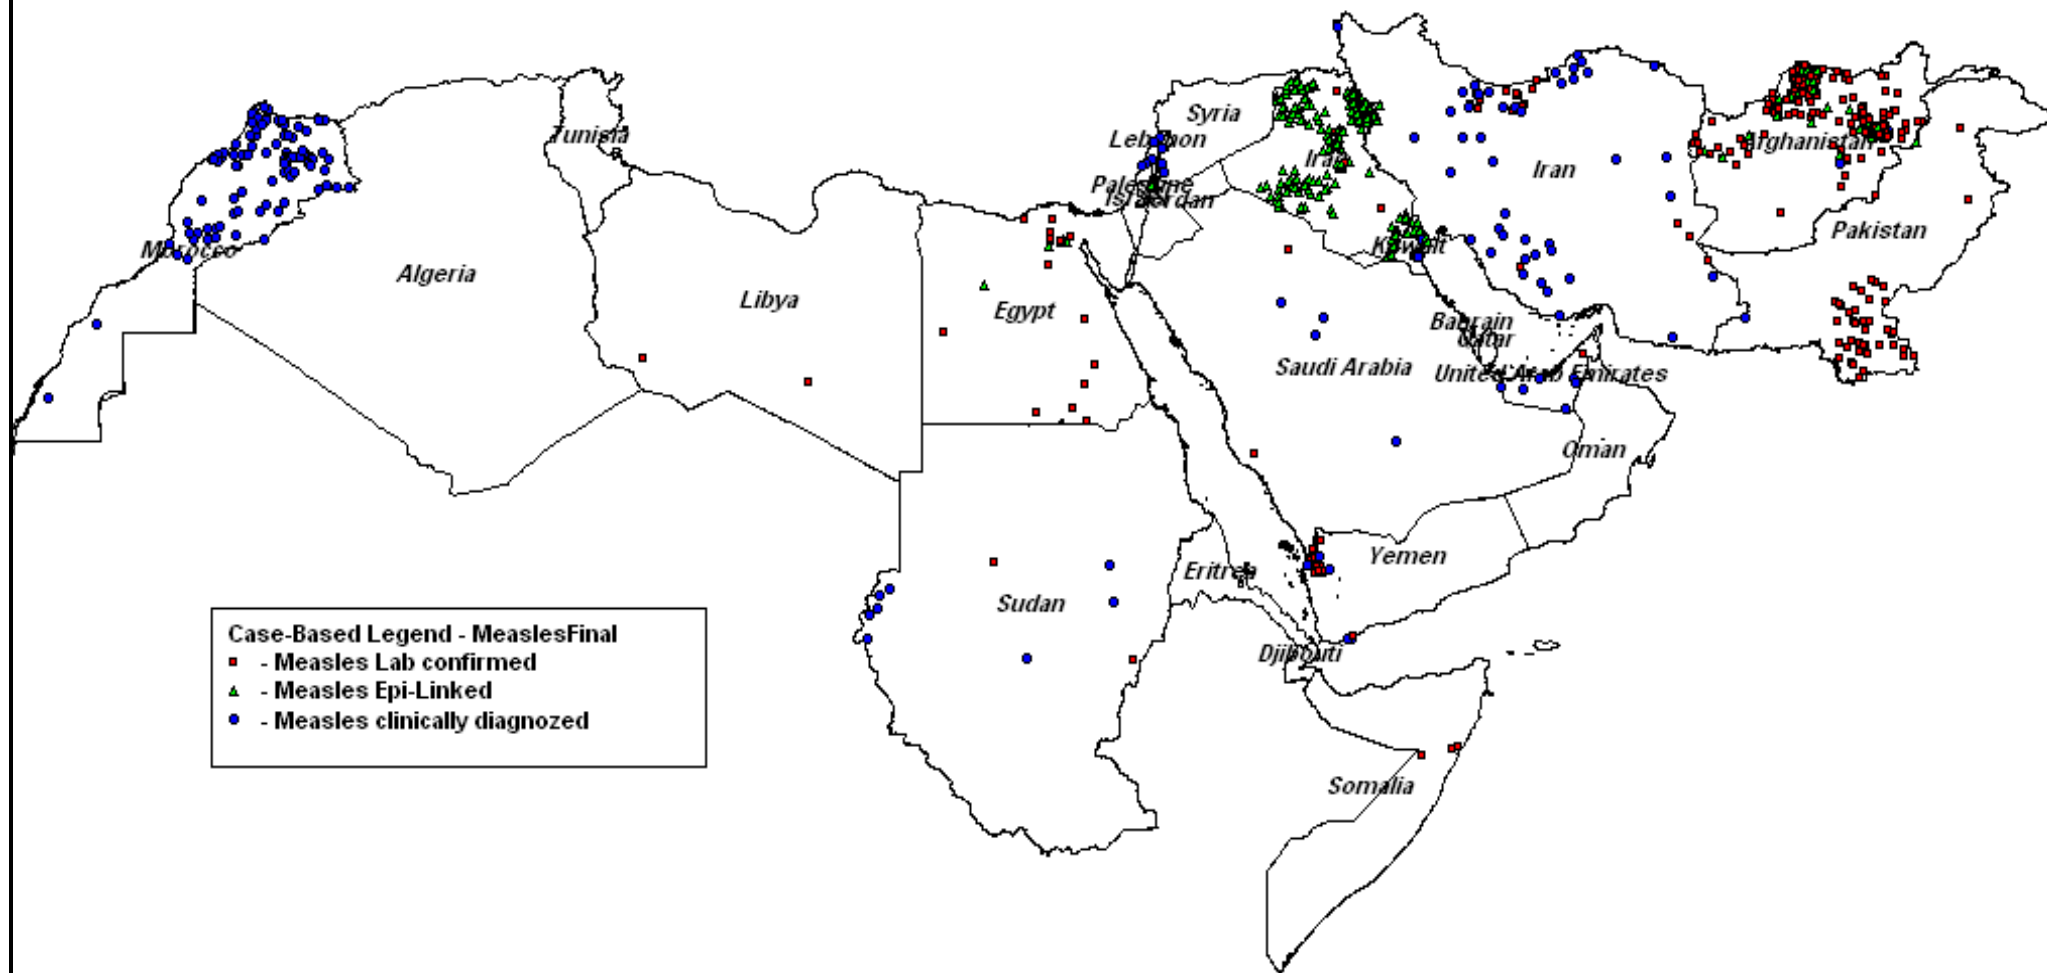 Syria
Tunisia
Lebanon
Afghanistan
Iraq
Iran
Palestine
Israel
Jordan
Pakistan
Morocco
Kuwait
Algeria
Libya
Egypt
Bahrain
Qatar
Saudi Arabia
United Arab Emirates
Oman
Yemen
Eritrea
Sudan
Djibouti
Somalia
Case-Based Legend - MeaslesFinal
- Measles Lab confirmed
- Measles Epi-Linked
- Measles clinically diagnozed